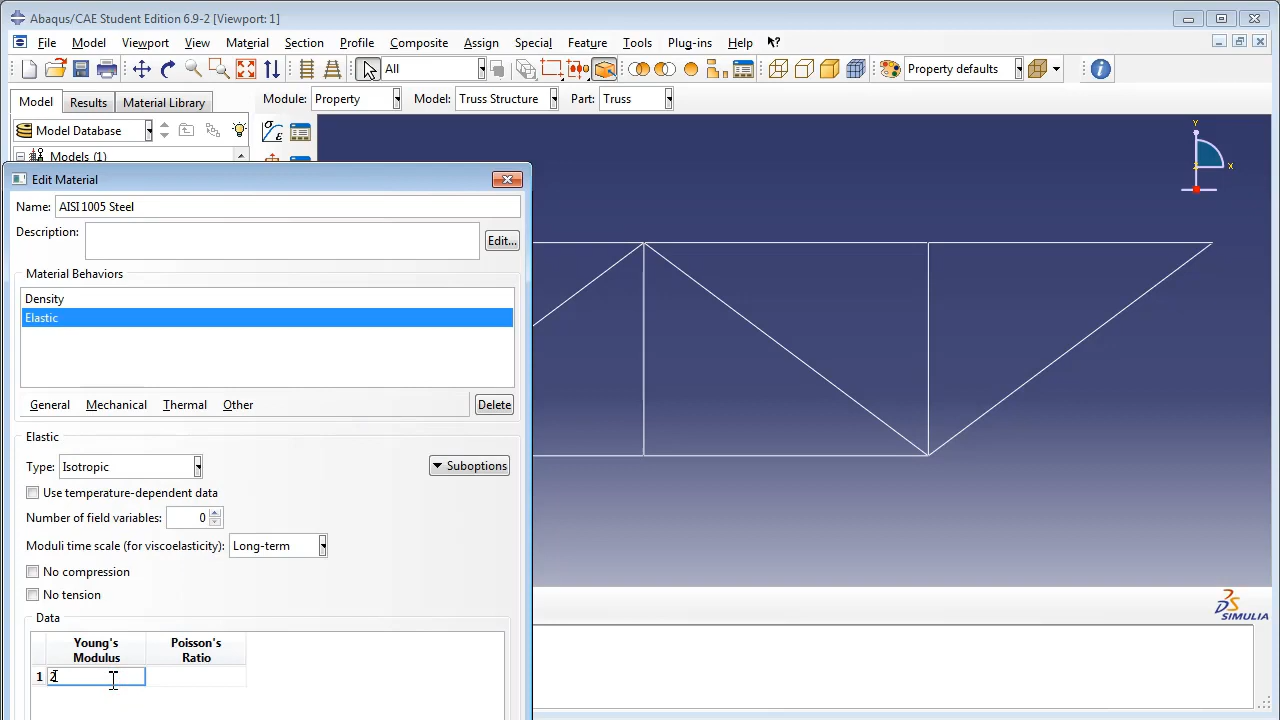 Abaqus/CAE Student Edition 6.9-2 [Viewport: 1]
File Model Viewport View Material Section Profile Composite Assign Special Feature Tools Plug-ins Help
All
Property defaults
Model Results Material Library
Module: Property Model: Truss Structure Part: Truss
Model Database
σ/ε
Models (1)
Edit Material
Name: AISI 1005 Steel
Description:
Edit...
Material Behaviors
Density
Elastic
General Mechanical Thermal Other
Delete
Elastic
Type: Isotropic
Suboptions
Use temperature-dependent data
Number of field variables: 0
Moduli time scale (for viscoelasticity): Long-term
No compression
No tension
Data
Young's Modulus
Poisson's Ratio
1 2
Y
X
Z
SIMULIA